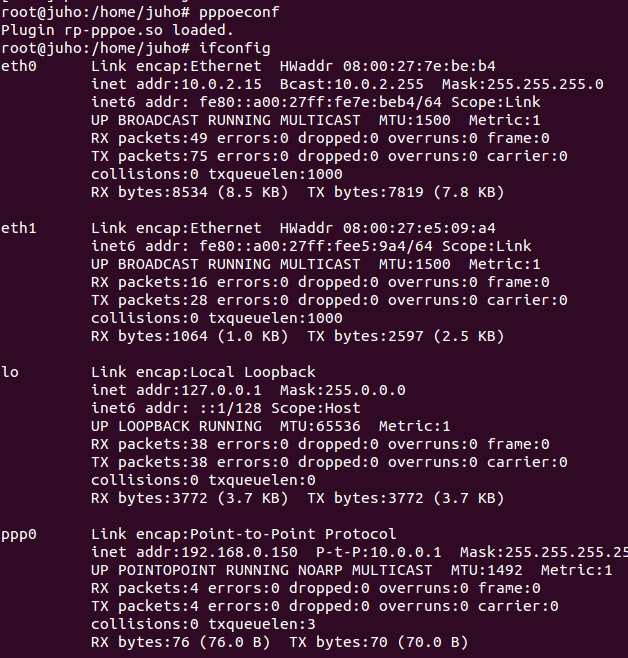 root@juho:/home/juho# pppoeconf
Plugin rp-pppoe.so loaded.
root@juho:/home/juho# ifconfig
eth0      Link encap:Ethernet  HWaddr 08:00:27:7e:be:b4
          inet addr:10.0.2.15  Bcast:10.0.2.255  Mask:255.255.255.0
          inet6 addr: fe80::a00:27ff:fe7e:beb4/64 Scope:Link
          UP BROADCAST RUNNING MULTICAST  MTU:1500  Metric:1
          RX packets:49 errors:0 dropped:0 overruns:0 frame:0
          TX packets:75 errors:0 dropped:0 overruns:0 carrier:0
          collisions:0 txqueuelen:1000
          RX bytes:8534 (8.5 KB)  TX bytes:7819 (7.8 KB)

eth1      Link encap:Ethernet  HWaddr 08:00:27:e5:09:a4
          inet6 addr: fe80::a00:27ff:fee5:9a4/64 Scope:Link
          UP BROADCAST RUNNING MULTICAST  MTU:1500  Metric:1
          RX packets:16 errors:0 dropped:0 overruns:0 frame:0
          TX packets:28 errors:0 dropped:0 overruns:0 carrier:0
          collisions:0 txqueuelen:1000
          RX bytes:1064 (1.0 KB)  TX bytes:2597 (2.5 KB)

lo        Link encap:Local Loopback
          inet addr:127.0.0.1  Mask:255.0.0.0
          inet6 addr: ::1/128 Scope:Host
          UP LOOPBACK RUNNING  MTU:65536  Metric:1
          RX packets:38 errors:0 dropped:0 overruns:0 frame:0
          TX packets:38 errors:0 dropped:0 overruns:0 carrier:0
          collisions:0 txqueuelen:0
          RX bytes:3772 (3.7 KB)  TX bytes:3772 (3.7 KB)

ppp0      Link encap:Point-to-Point Protocol
          inet addr:192.168.0.150  P-t-P:10.0.0.1  Mask:255.255.255.25
          UP POINTOPOINT RUNNING NOARP MULTICAST  MTU:1492  Metric:1
          RX packets:4 errors:0 dropped:0 overruns:0 frame:0
          TX packets:4 errors:0 dropped:0 overruns:0 carrier:0
          collisions:0 txqueuelen:3
          RX bytes:76 (76.0 B)  TX bytes:70 (70.0 B)